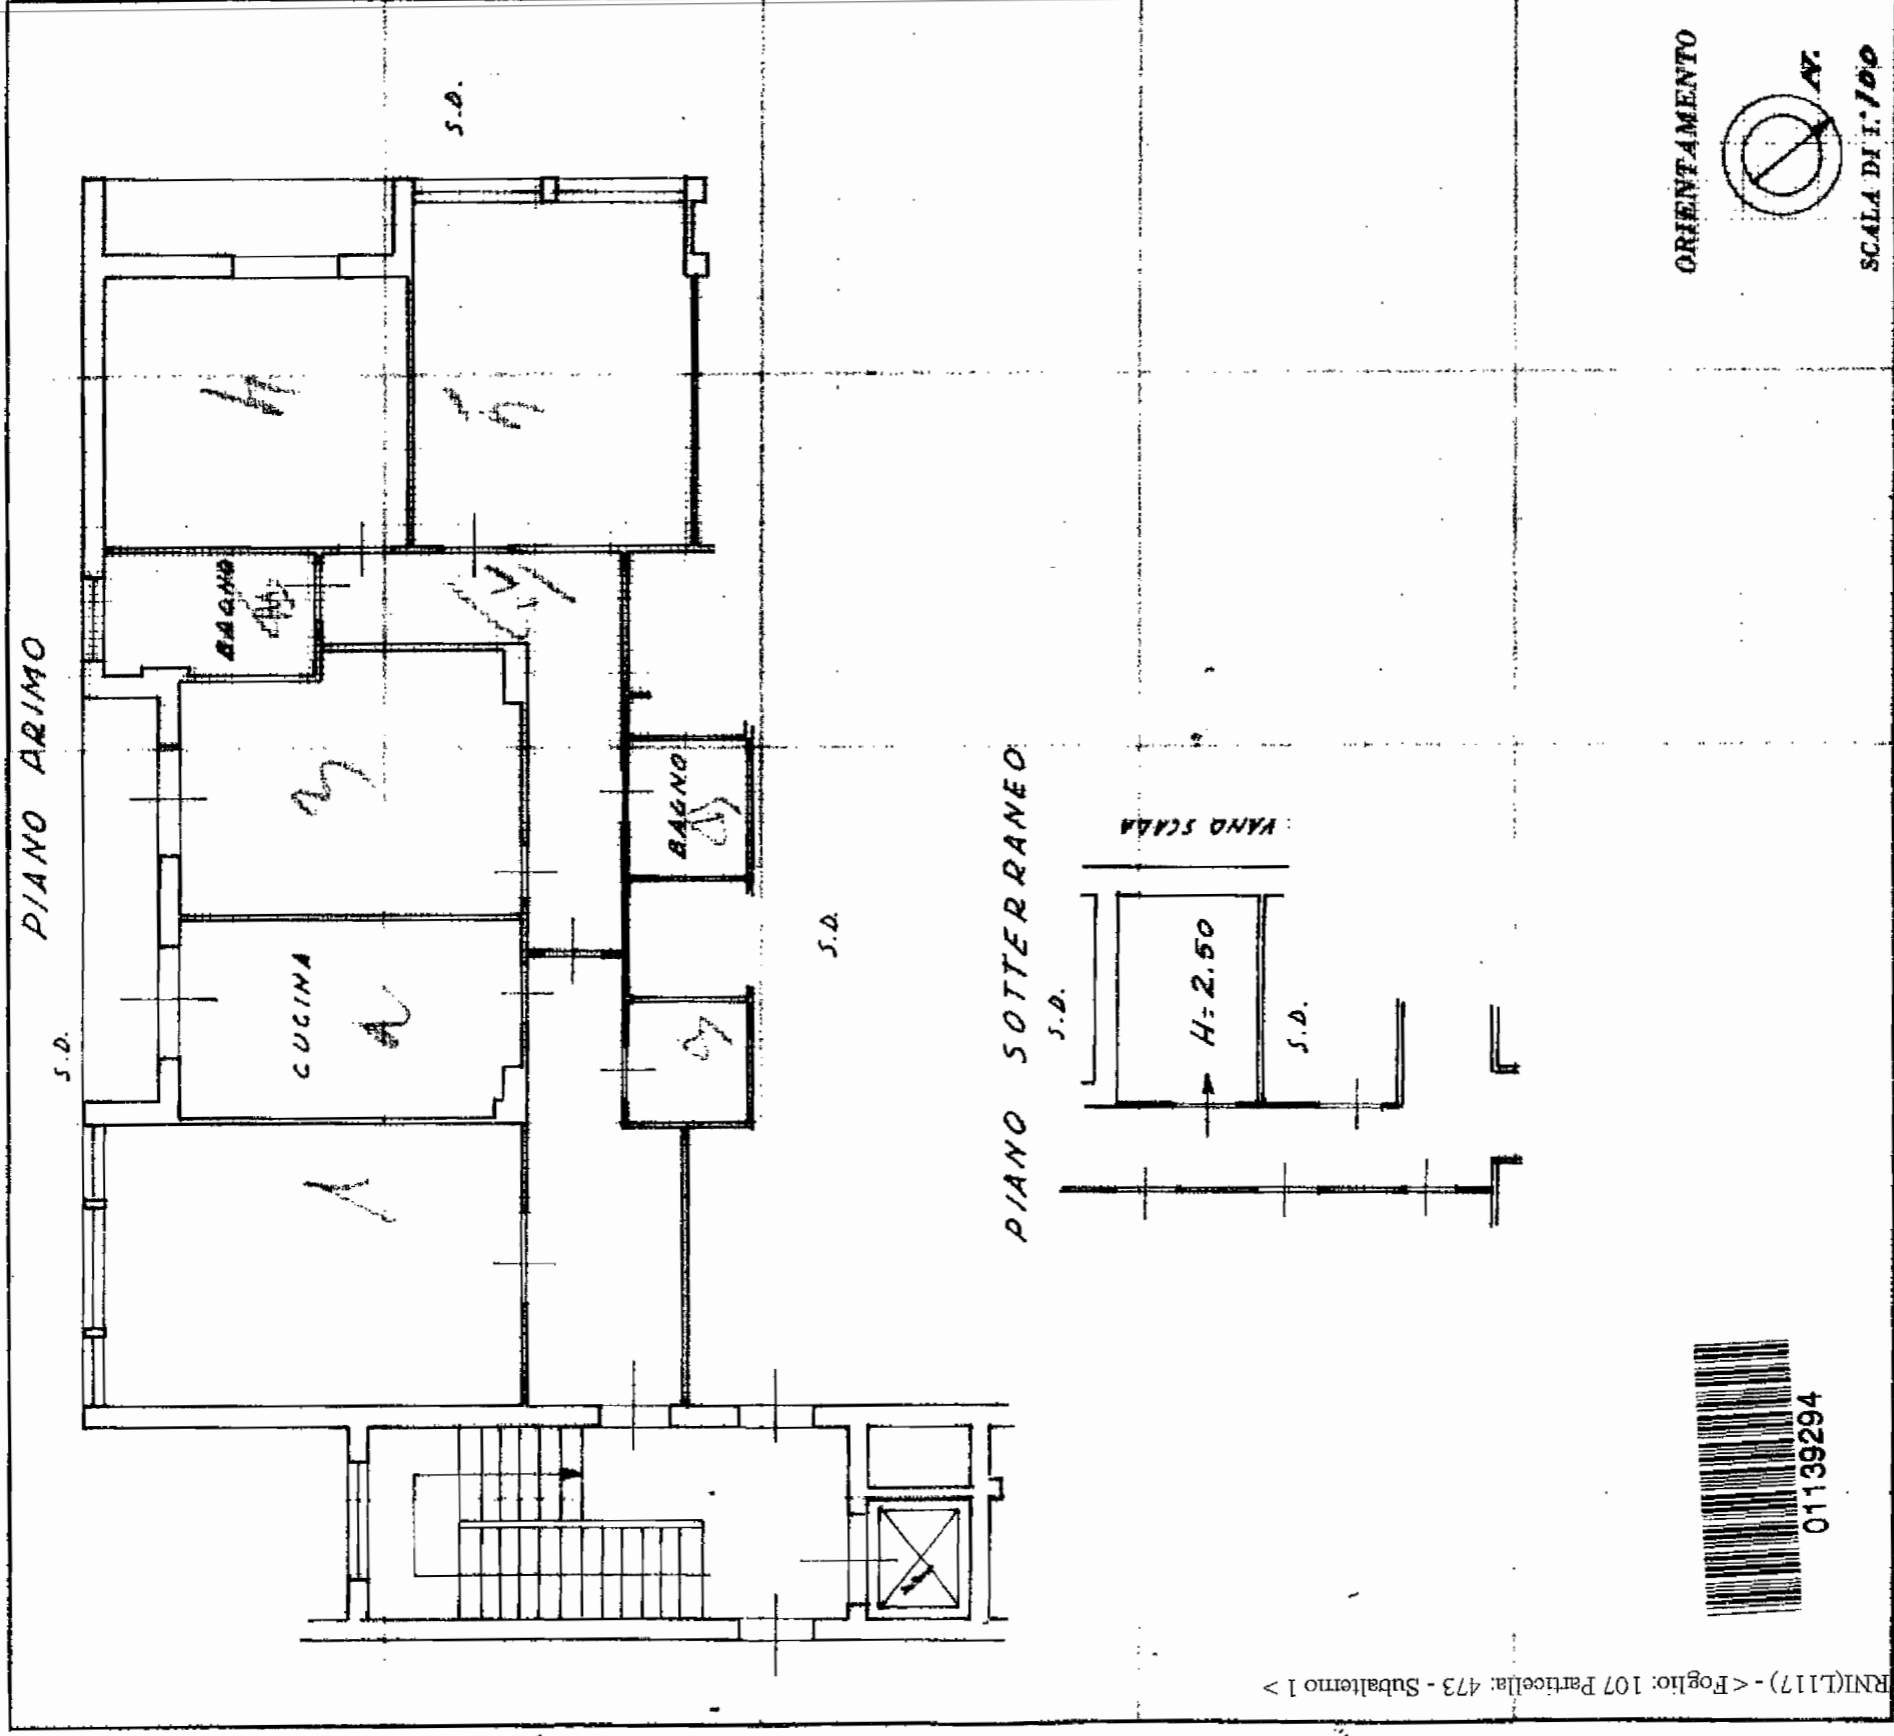 PIANO PRIMO
S.D.
S.D.
BAGNO
CUCINA
BAGNO
S.D.
PIANO SOTTERRANEO
S.D.
VANO SCALA
H=2.50
S.D.
ORIENTAMENTO
N.
SCALA DI 1:100
01139294
RNI(L117) - < Foglio: 107 Particella: 473 - Subalterno 1 >